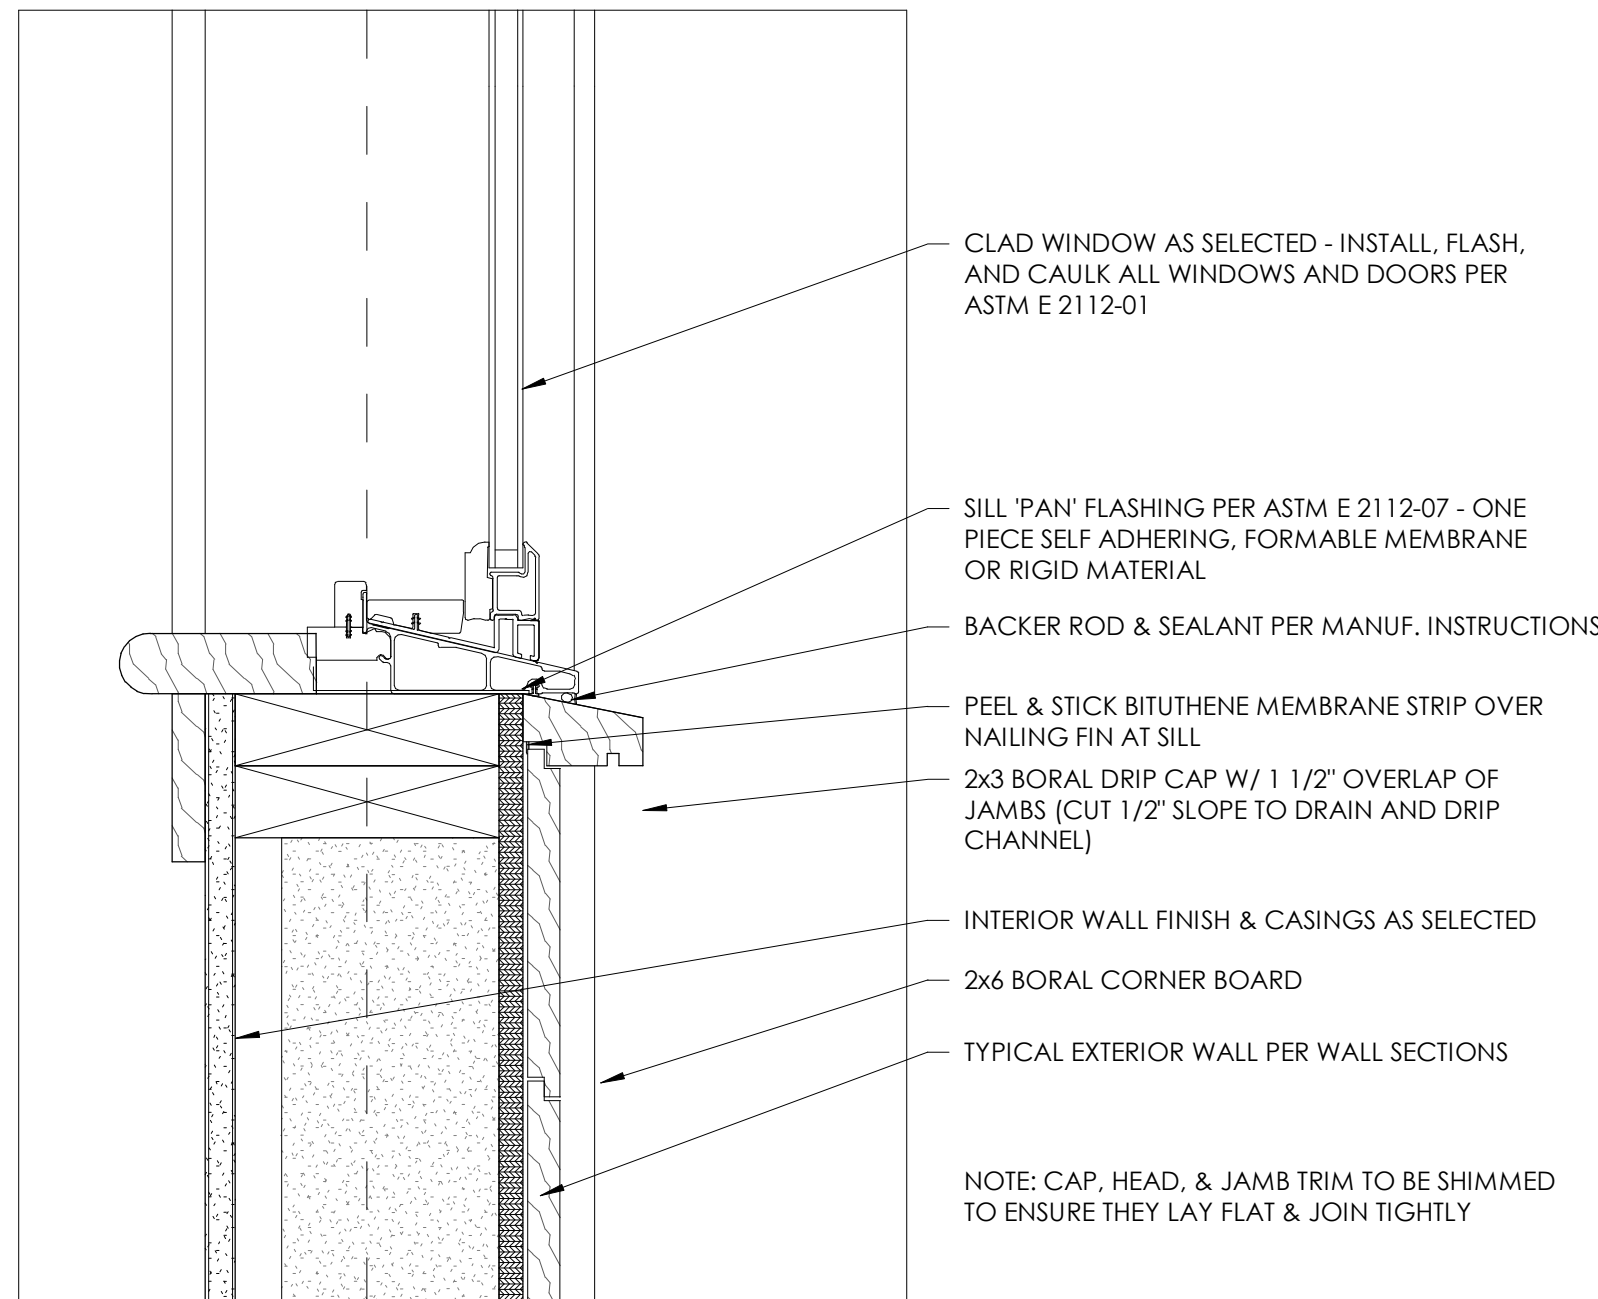 CLAD WINDOW AS SELECTED - INSTALL, FLASH,
AND CAULK ALL WINDOWS AND DOORS PER
ASTM E 2112-01
SILL 'PAN' FLASHING PER ASTM E 2112-07 - ONE
PIECE SELF ADHERING, FORMABLE MEMBRANE
OR RIGID MATERIAL
BACKER ROD & SEALANT PER MANUF. INSTRUCTIONS
PEEL & STICK BITUTHENE MEMBRANE STRIP OVER
NAILING FIN AT SILL
2x3 BORAL DRIP CAP W/ 1 1/2" OVERLAP OF
JAMBS (CUT 1/2" SLOPE TO DRAIN AND DRIP
CHANNEL)
INTERIOR WALL FINISH & CASINGS AS SELECTED
2x6 BORAL CORNER BOARD
TYPICAL EXTERIOR WALL PER WALL SECTIONS
NOTE: CAP, HEAD, & JAMB TRIM TO BE SHIMMED
TO ENSURE THEY LAY FLAT & JOIN TIGHTLY